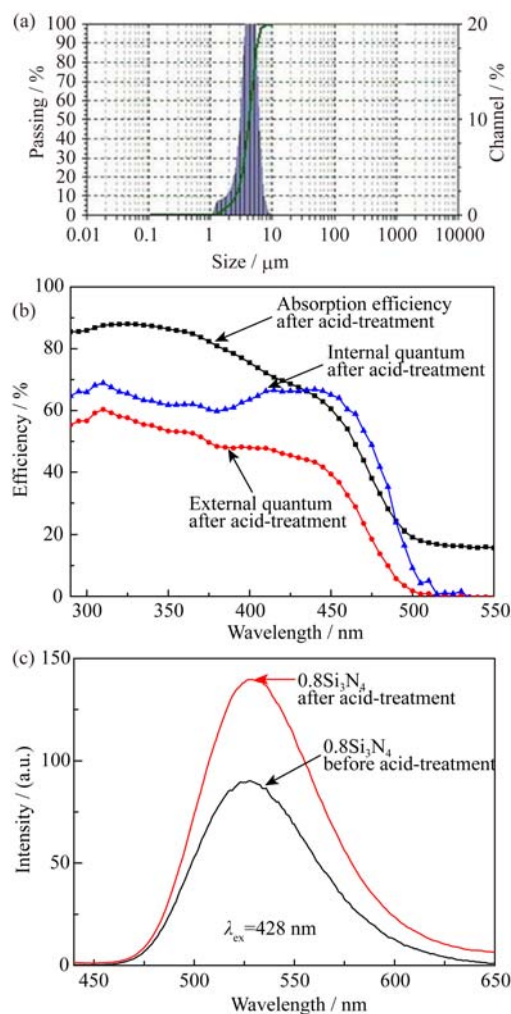 (a)
100
90
80
70
60
50
40
30
20
10
0
Passing / %
20
10
0
Channel / %
0.01 0.1 1 10 100 1000 10000
Size / μm
(b)
100
80
60
40
20
0
Efficiency / %
Absorption efficiency
after acid-treatment
Internal quantum
after acid-treatment
External quantum
after acid-treatment
300 350 400 450 500 550
Wavelength / nm
(c)
150
100
50
0
Intensity / (a.u.)
0.8Si₃N₄
after acid-treatment
0.8Si₃N₄
before acid-treatment
λex=428 nm
450 500 550 600 650
Wavelength / nm